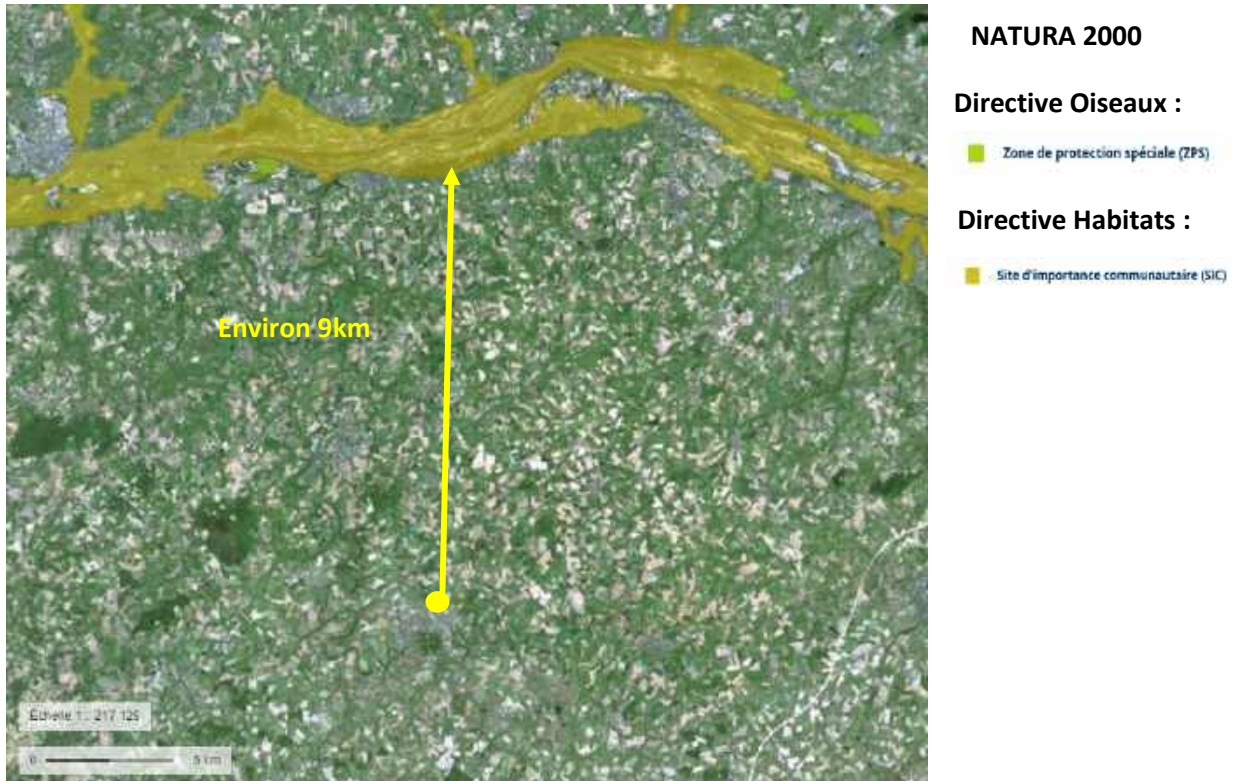 NATURA 2000
Directive Oiseaux :
Zone de protection spéciale (ZPS)
Directive Habitats :
Site d'importance communautaire (SIC)
Environ 9km
Echelle 1 : 217 125
0 5 km